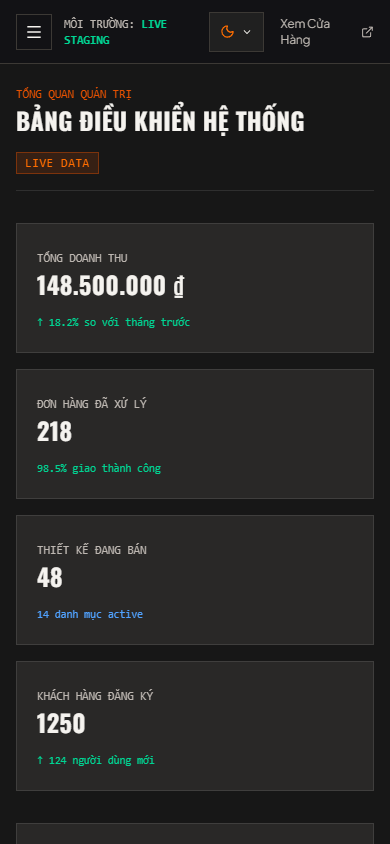 MÔI TRƯỜNG: LIVE
STAGING
Xem Cửa
Hàng
TỔNG QUAN QUẢN TRỊ
BẢNG ĐIỀU KHIỂN HỆ THỐNG
LIVE DATA
TỔNG DOANH THU
148.500.000 ₫
↑ 18.2% so với tháng trước
ĐƠN HÀNG ĐÃ XỬ LÝ
218
98.5% giao thành công
THIẾT KẾ ĐANG BÁN
48
14 danh mục active
KHÁCH HÀNG ĐĂNG KÝ
1250
↑ 124 người dùng mới